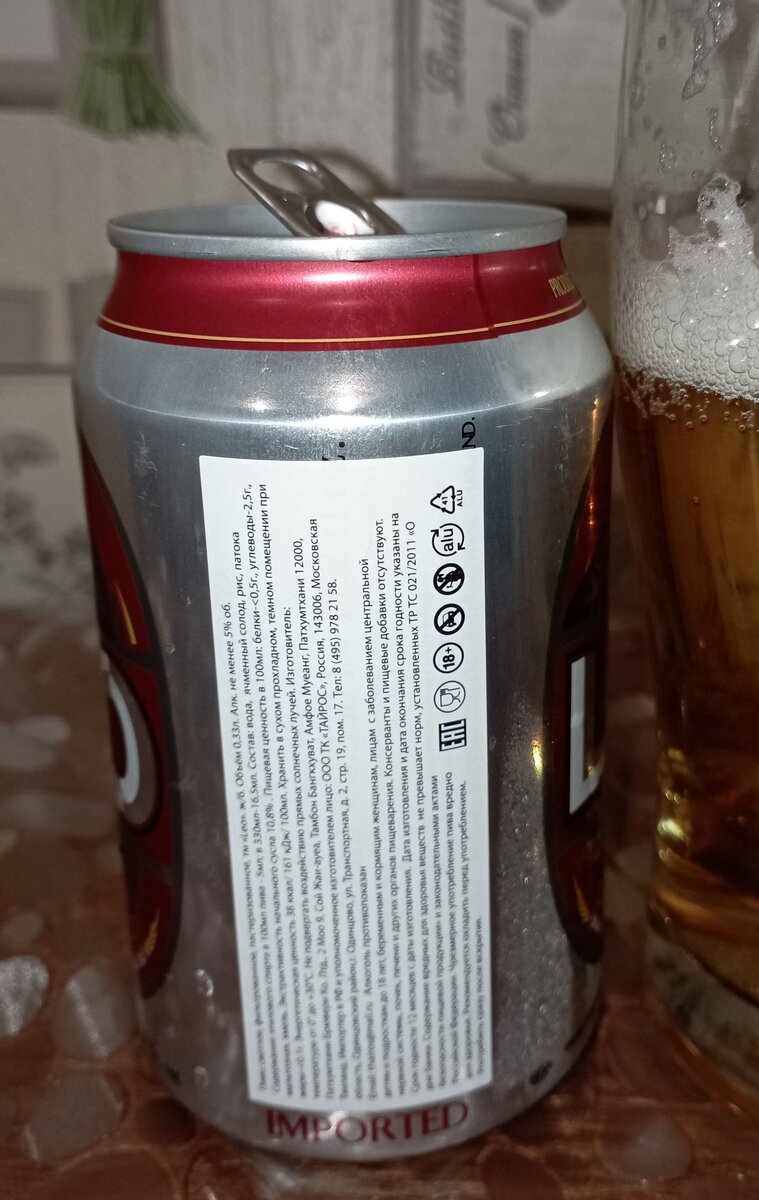 PRODU
ND.
Пиво светлое, фильтрованное, пастеризованное, тм «Leo», ж/б. Объём 0,33л. Алк. не менее 5% об.
Содержание этилового спирта в 100мл пива - 5мл; в 330мл-16,5мл. Состав: вода, ячменный солод, рис, патока
мальтозная, хмель. Экстрактивность начального сусла 10,8% . Пищевая ценность в 100мл: белки-<0,5г., углеводы-2,5г.,
жиры-<0,1г. Энергетическая ценность 38 ккал/ 161 кДж/ 100мл. Хранить в сухом прохладном, темном помещении при
температуре от 0° до +30°С. Не подвергать воздействию прямых солнечных лучей. Изготовитель:
Патхумтхани Бриюери Ко. Лтд., 2 Моо 9, Сой Жаи-ауеа, Тамбон Бангкхуват, Амфое Муеанг, Патхумтхани 12000,
Таиланд. Импортер в РФ и уполномоченное изготовителем лицо: ООО ТК «ТАЙРОС», Россия, 143006, Московская
область, Одинцовский район,г. Одинцово, ул. Транспортная, д. 2, стр. 19, пом. 17. Тел: 8 (495) 978 21 58.
Email: Алкоголь противопоказан
детям и подросткам до 18 лет, беременным и кормящим женщинам, лицам с заболеванием центральной
нервной системы, почек, печени и других органов пищеварения. Консерванты и пищевые добавки отсутствуют.
Срок годности 12 месяцев с даты изготовления. Дата изготовления и дата окончания срока годности указаны на
дне банки. Содержание вредных для здоровья веществ не превышает норм, установленных ТР ТС 021/2011 «О
безопасности пищевой продукции» и законодательными актами
Российской Федерации. Чрезмерное употребление пива вредно
для здоровья. Рекомендуется охладить перед употреблением.
Употребить сразу после вскрытия.
EAC
18+
alu
41
ALU
O
L
IMPORTED